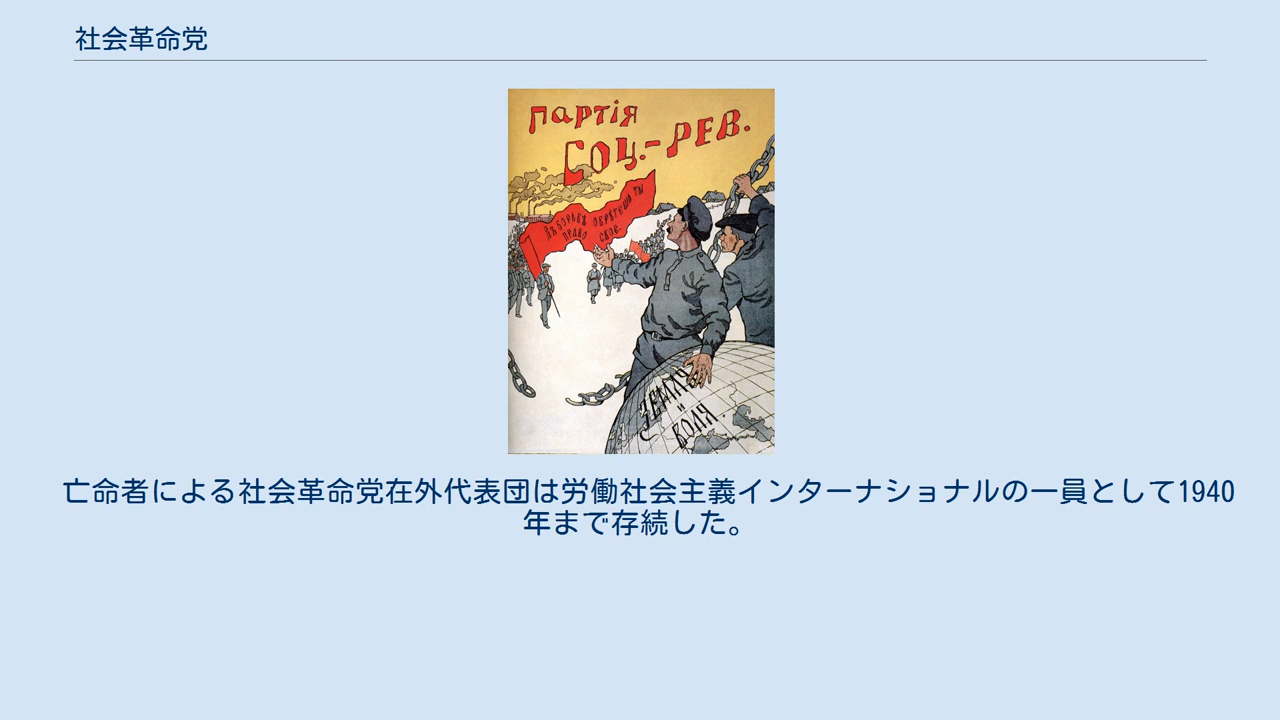 社会革命党
Партія
Соц.-Рев.
Въ борьбѣ обрѣтешь ты
право свое.
Земля
и
воля
亡命者による社会革命党在外代表団は労働社会主義インターナショナルの一員として1940
年まで存続した。